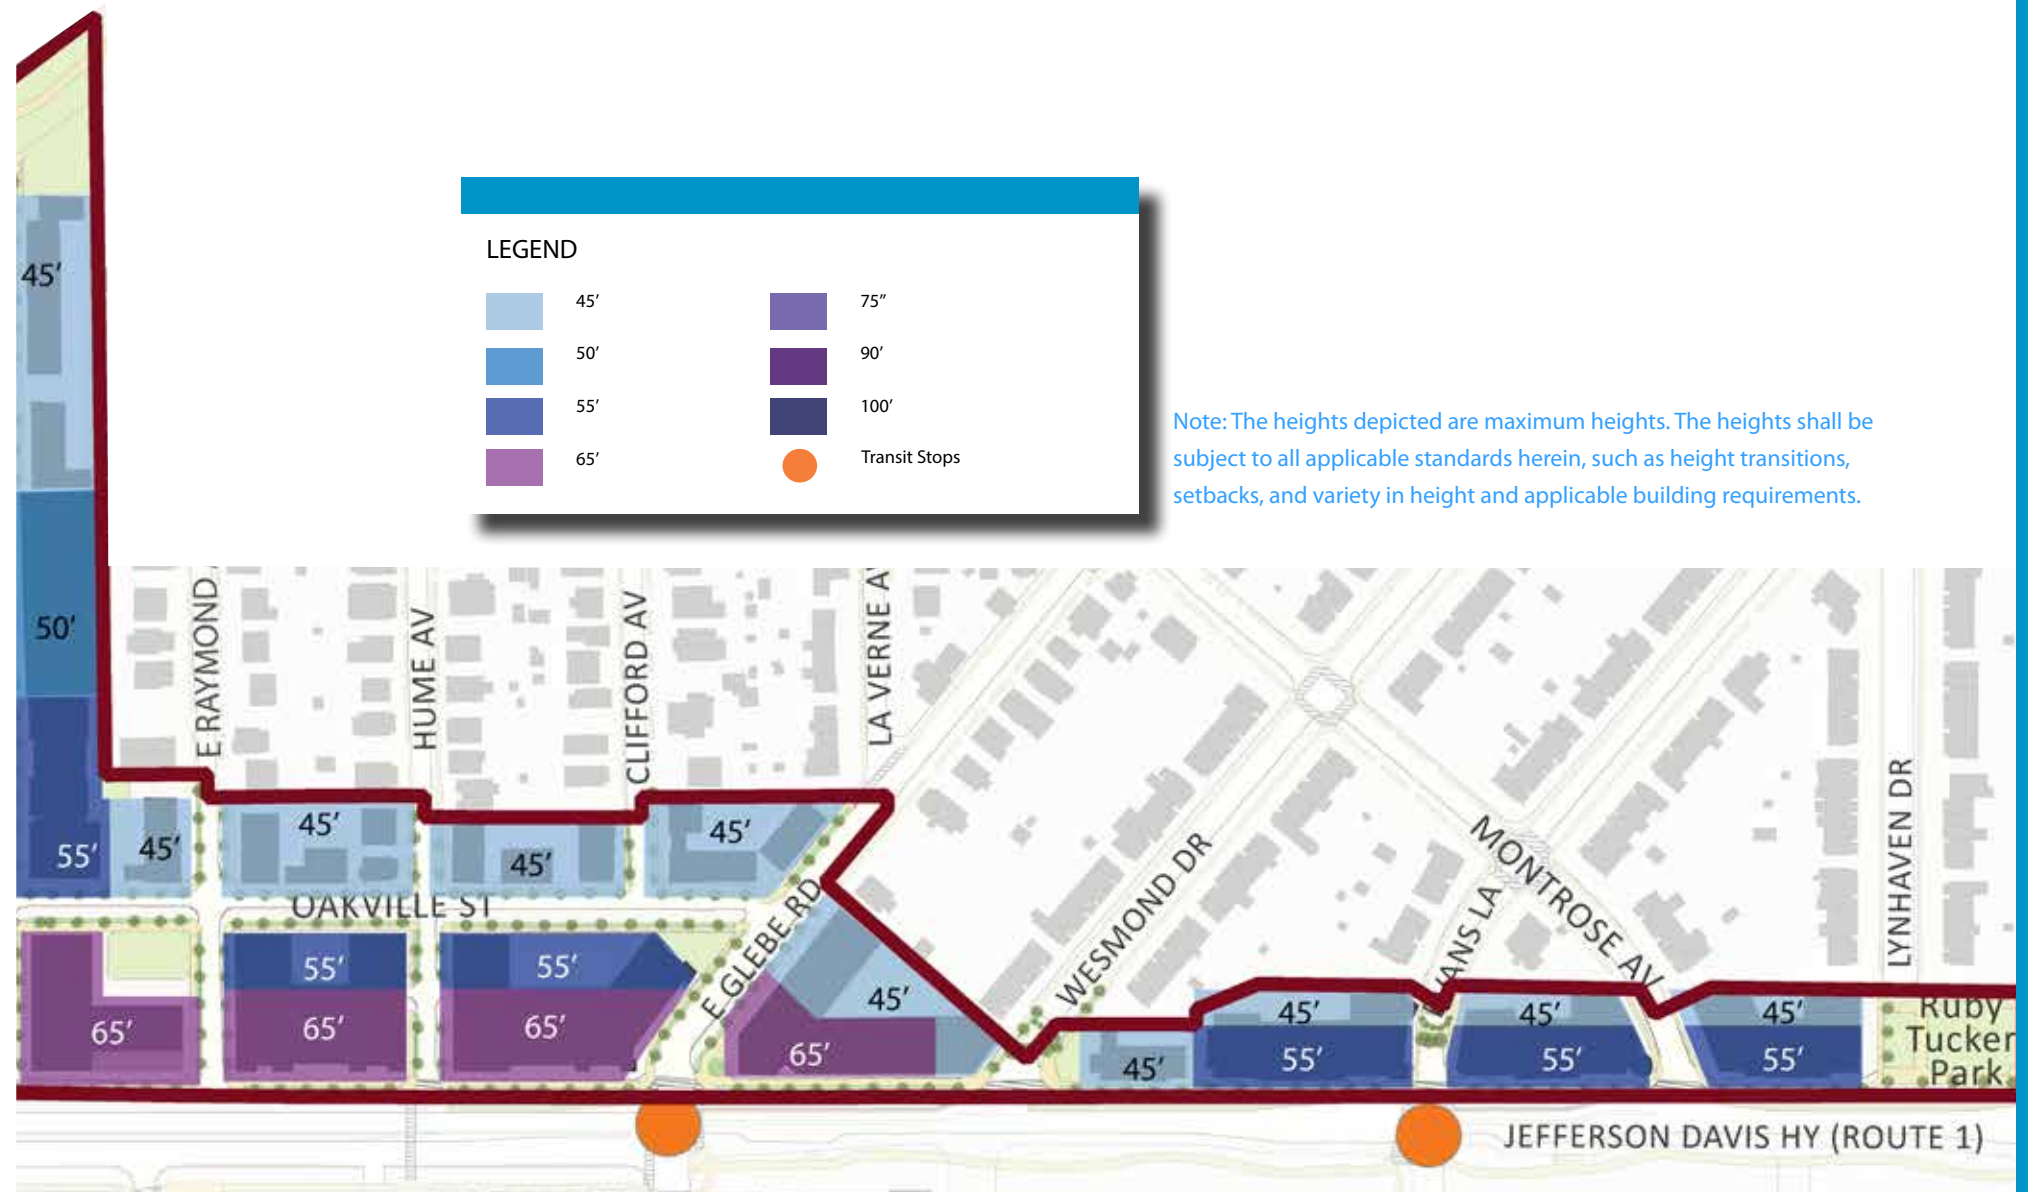 LEGEND
45’
75”
50’
90’
55’
100’
65’
Transit Stops
Note: The heights depicted are maximum heights. The heights shall be
subject to all applicable standards herein, such as height transitions,
setbacks, and variety in height and applicable building requirements.
45’
50’
55’
E RAYMOND
HUME AV
CLIFFORD AV
LA VERNE A
45’
45’
45’
45’
OAKVILLE ST
E GLEBE RD
WESMOND DR
MONTROSE AV
LYNHAVEN DR
55’
55’
65’
65’
65’
45’
65’
45’
45’
55’
45’
55’
45’
55’
Ruby
Tucker
Park
JEFFERSON DAVIS HY (ROUTE 1)